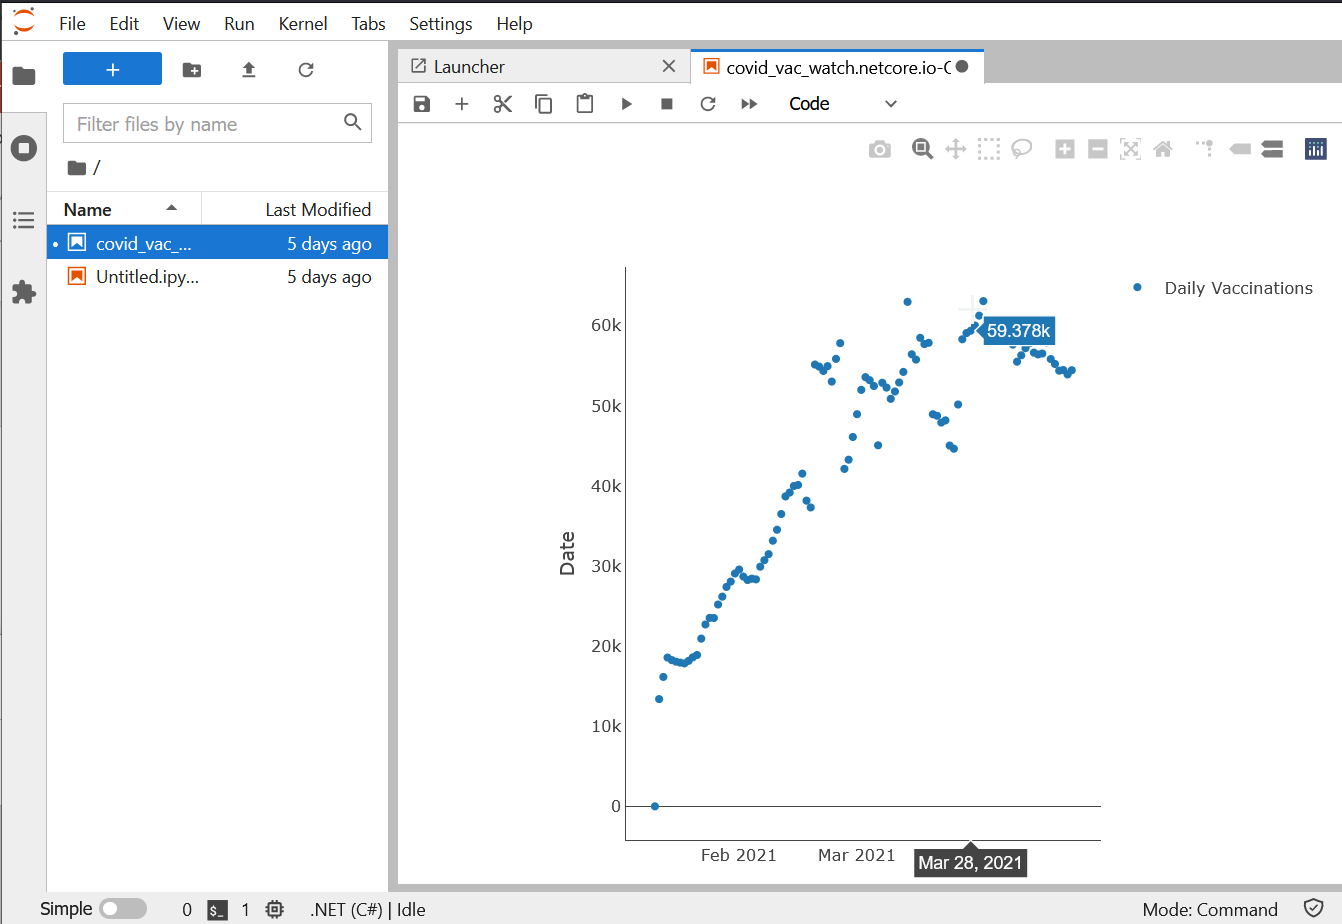 File Edit View Run Kernel Tabs Settings Help
+
Filter files by name
/
Name Last Modified
covid_vac_... 5 days ago
Untitled.ipy... 5 days ago
Launcher
covid_vac_watch.netcore.io-C
Code
Daily Vaccinations
60k
59.378k
50k
40k
30k
20k
10k
0
Date
Feb 2021 Mar 2021 Mar 28, 2021
Simple 0 $_ 1 .NET (C#) | Idle Mode: Command